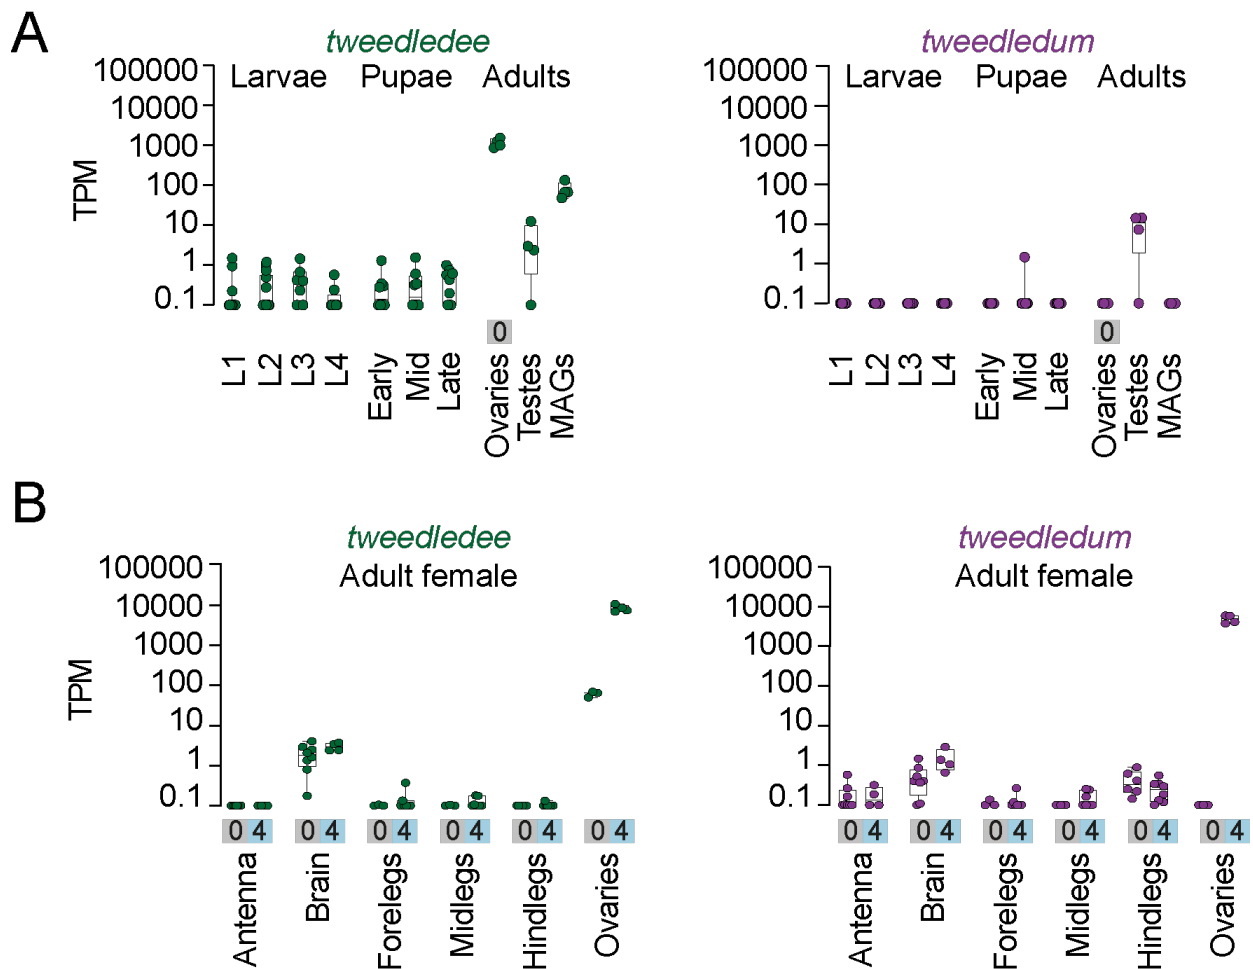 A
tweedledee
Larvae Pupae Adults
TPM
100000
10000
1000
100
10
1
0.1
0
L1 L2 L3 L4 Early Mid Late Ovaries Testes MAGs
tweedledum
Larvae Pupae Adults
100000
10000
1000
100
10
1
0.1
0
L1 L2 L3 L4 Early Mid Late Ovaries Testes MAGs
B
tweedledee
Adult female
TPM
100000
10000
1000
100
10
1
0.1
0 4 0 4 0 4 0 4 0 4 0 4
Antenna Brain Forelegs Midlegs Hindlegs Ovaries
tweedledum
Adult female
100000
10000
1000
100
10
1
0.1
0 4 0 4 0 4 0 4 0 4 0 4
Antenna Brain Forelegs Midlegs Hindlegs Ovaries